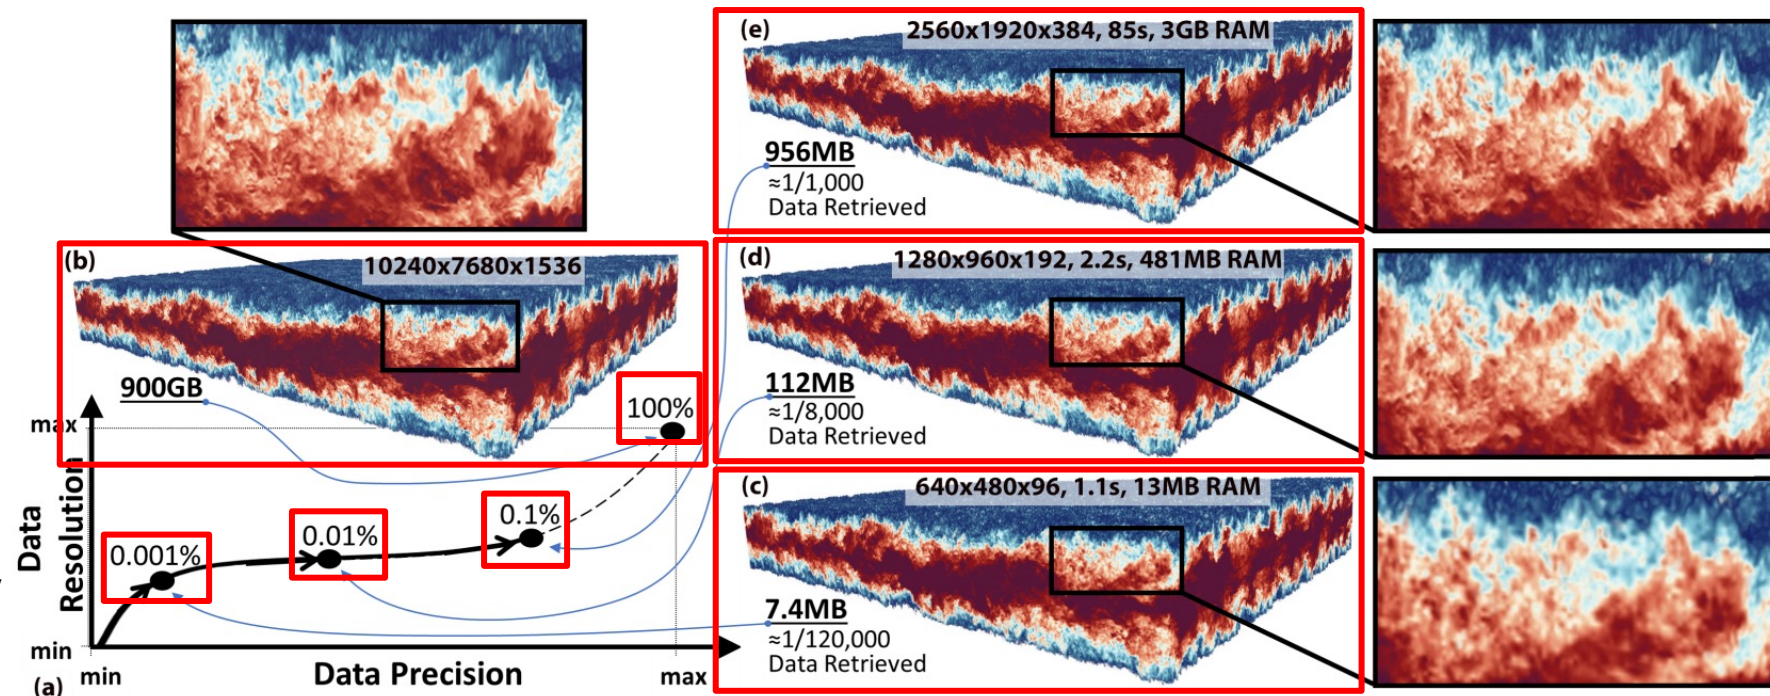 (b)
10240x7680x1536
900GB
100%
max
Data
Resolution
0.001%
0.01%
0.1%
min
(a)
min
Data Precision
max
(e)
2560x1920x384, 85s, 3GB RAM
956MB
≈1/1,000
Data Retrieved
(d)
1280x960x192, 2.2s, 481MB RAM
112MB
≈1/8,000
Data Retrieved
(c)
640x480x96, 1.1s, 13MB RAM
7.4MB
≈1/120,000
Data Retrieved